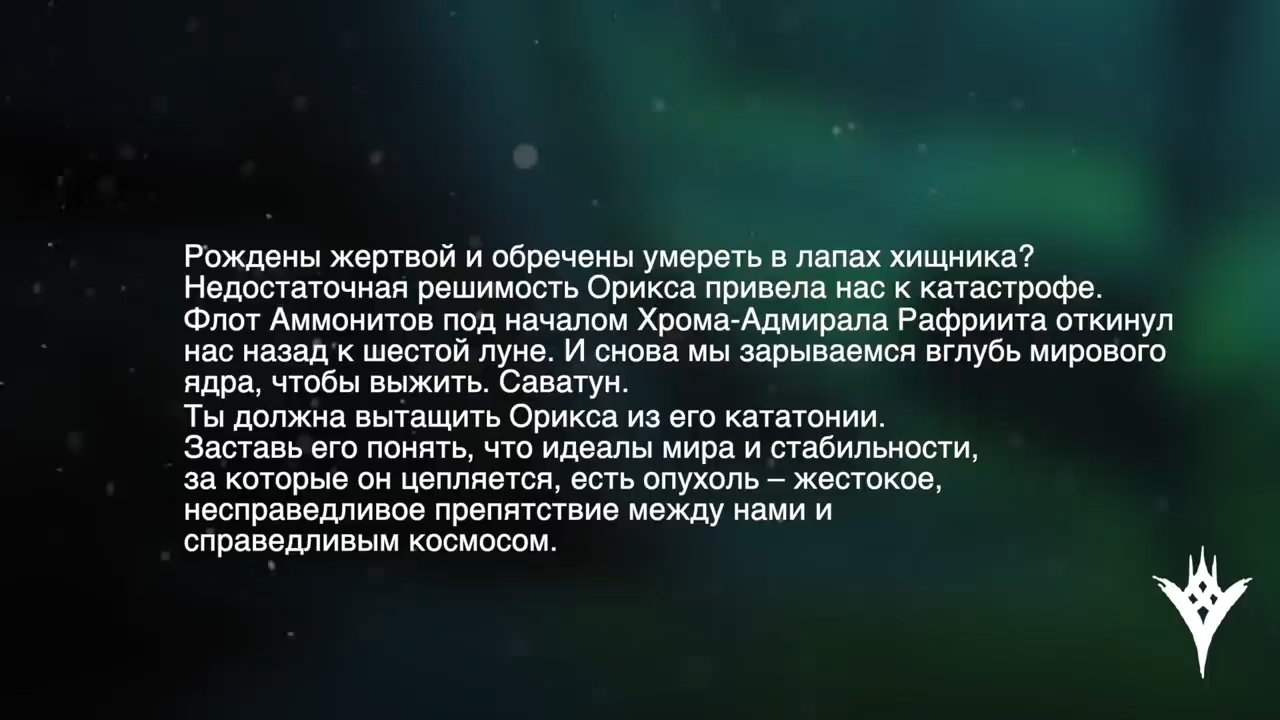 Рождены жертвой и обречены умереть в лапах хищника?
Недостаточная решимость Орикса привела нас к катастрофе.
Флот Аммонитов под началом Хрома-Адмирала Рафриита откинул
нас назад к шестой луне. И снова мы зарываемся вглубь мирового
ядра, чтобы выжить. Саватун.
Ты должна вытащить Орикса из его кататонии.
Заставь его понять, что идеалы мира и стабильности,
за которые он цепляется, есть опухоль – жестокое,
несправедливое препятствие между нами и
справедливым космосом.